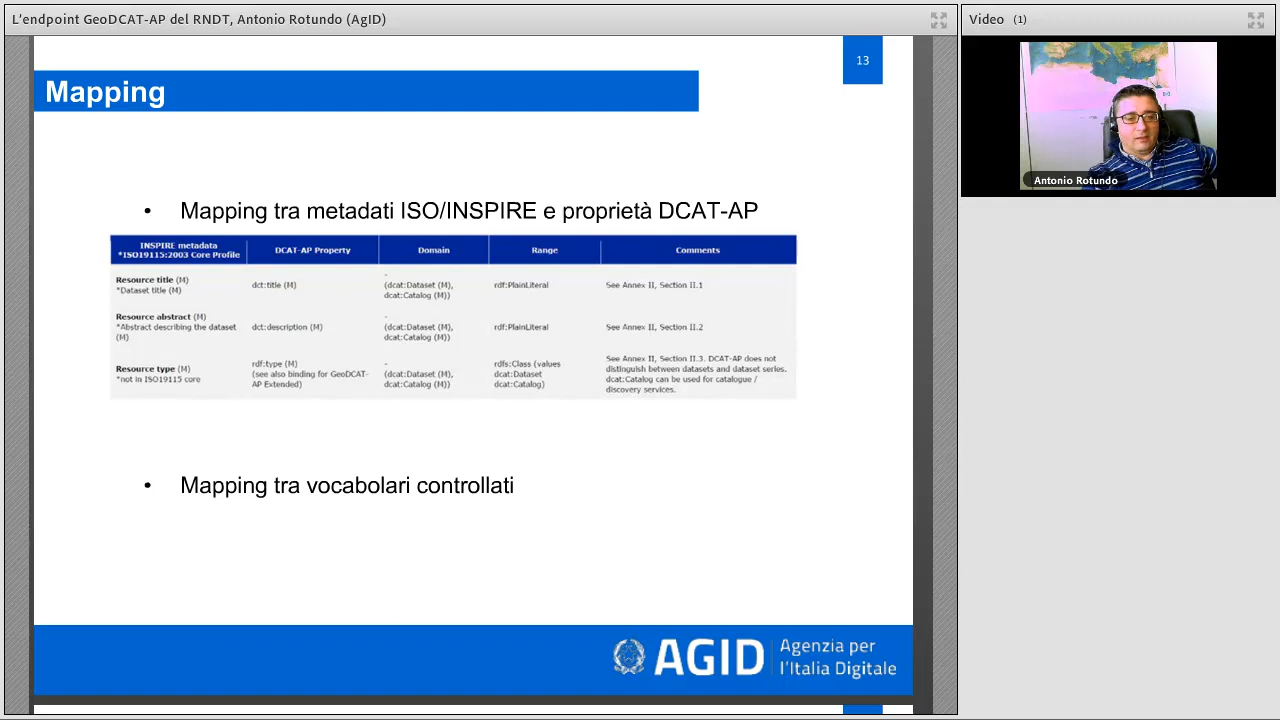 L'endpoint GeoDCAT-AP del RNDT, Antonio Rotundo (AgID)
Video (1)
Antonio Rotundo
13
Mapping
• Mapping tra metadati ISO/INSPIRE e proprietà DCAT-AP
INSPIRE metadata
*ISO19115:2003 Core Profile
DCAT-AP Property
Domain
Range
Comments
Resource title (M)
*Dataset title (M)
dct:title (M)
-
(dcat:Dataset (M),
dcat:Catalog (M))
rdf:PlainLiteral
See Annex II, Section II.1
Resource abstract (M)
*Abstract describing the dataset
(M)
dct:description (M)
-
(dcat:Dataset (M),
dcat:Catalog (M))
rdf:PlainLiteral
See Annex II, Section II.2
Resource type (M)
*not in ISO19115 core
rdf:type (M)
(see also binding for GeoDCAT-
AP Extended)
-
(dcat:Dataset (M),
dcat:Catalog (M))
rdfs:Class (values
dcat:Dataset
dcat:Catalog)
See Annex II, Section II.3. DCAT-AP does not
distinguish between datasets and dataset series.
dcat:Catalog can be used for catalogue /
discovery services.
• Mapping tra vocabolari controllati
AGID
Agenzia per
l'Italia Digitale